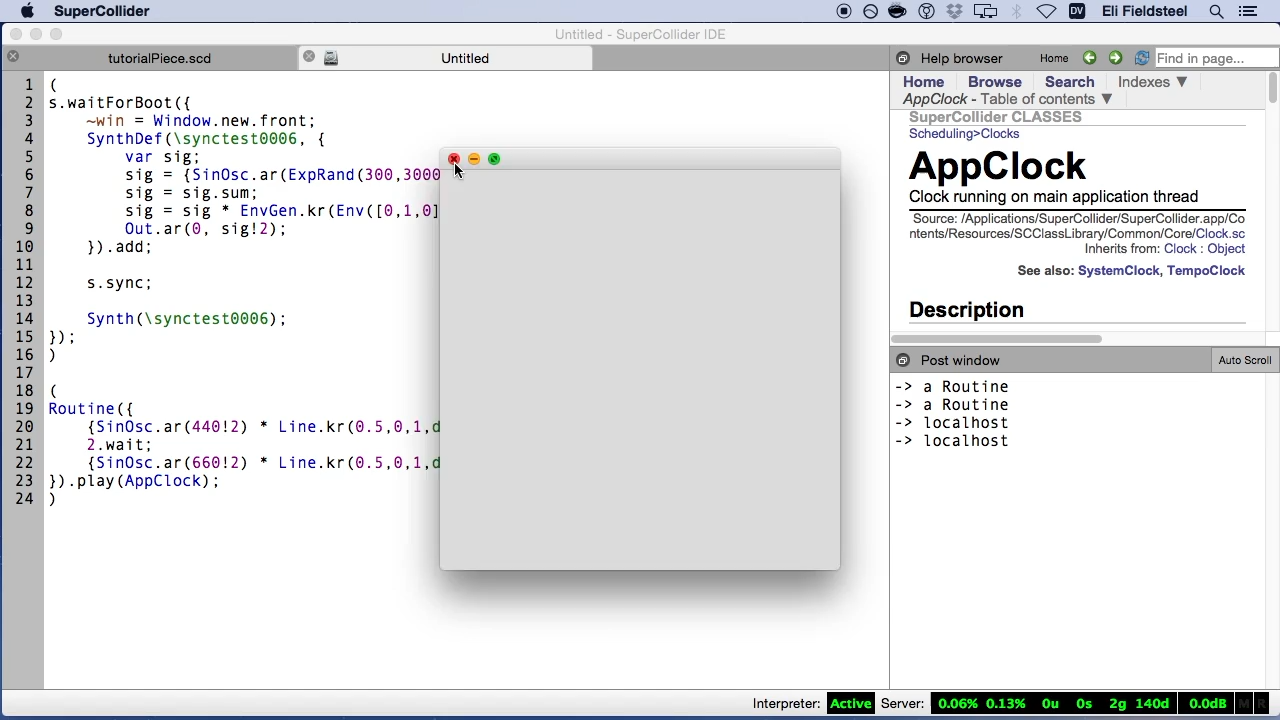 SuperCollider
DV
Eli Fieldsteel
Untitled - SuperCollider IDE
tutorialPiece.scd
Untitled
1 (
2 s.waitForBoot({
3 ~win = Window.new.front;
4 SynthDef(\synctest0006, {
5 var sig;
6 sig = {SinOsc.ar(ExpRand(300,3000
7 sig = sig.sum;
8 sig = sig * EnvGen.kr(Env([0,1,0]
9 Out.ar(0, sig!2);
10 }).add;
11
12 s.sync;
13
14 Synth(\synctest0006);
15 });
16 )
17
18 (
19 Routine({
20 {SinOsc.ar(440!2) * Line.kr(0.5,0,1,d
21 2.wait;
22 {SinOsc.ar(660!2) * Line.kr(0.5,0,1,d
23 }).play(AppClock);
24 )
Help browser
Home
Find in page...
Home Browse Search Indexes ▼
AppClock - Table of contents ▼
SuperCollider CLASSES
Scheduling>Clocks
AppClock
Clock running on main application thread
Source: /Applications/SuperCollider/SuperCollider.app/Co
ntents/Resources/SCClassLibrary/Common/Core/Clock.sc
Inherits from: Clock : Object
See also: SystemClock, TempoClock
Description
Post window
Auto Scroll
-> a Routine
-> a Routine
-> localhost
-> localhost
Interpreter: Active Server: 0.06% 0.13% 0u 0s 2g 140d 0.0dB M R